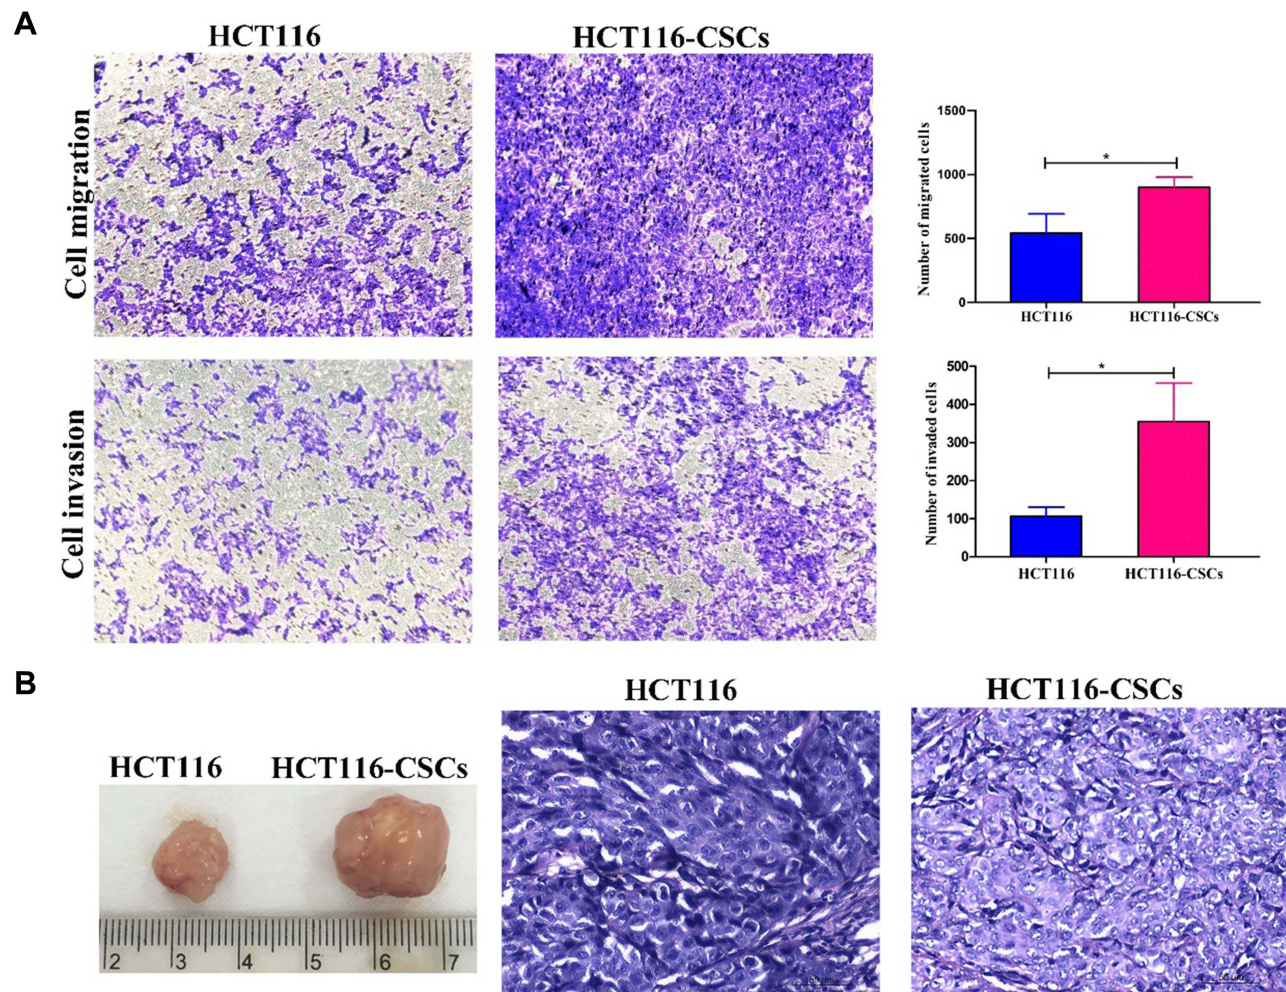 A
HCT116
HCT116-CSCs
Cell migration
Number of migrated cells
1500
1000
500
0
*
HCT116
HCT116-CSCs
Cell invasion
Number of invaded cells
500
400
300
200
100
0
*
HCT116
HCT116-CSCs
B
HCT116
HCT116-CSCs
HCT116
HCT116-CSCs
2 3 4 5 6 7